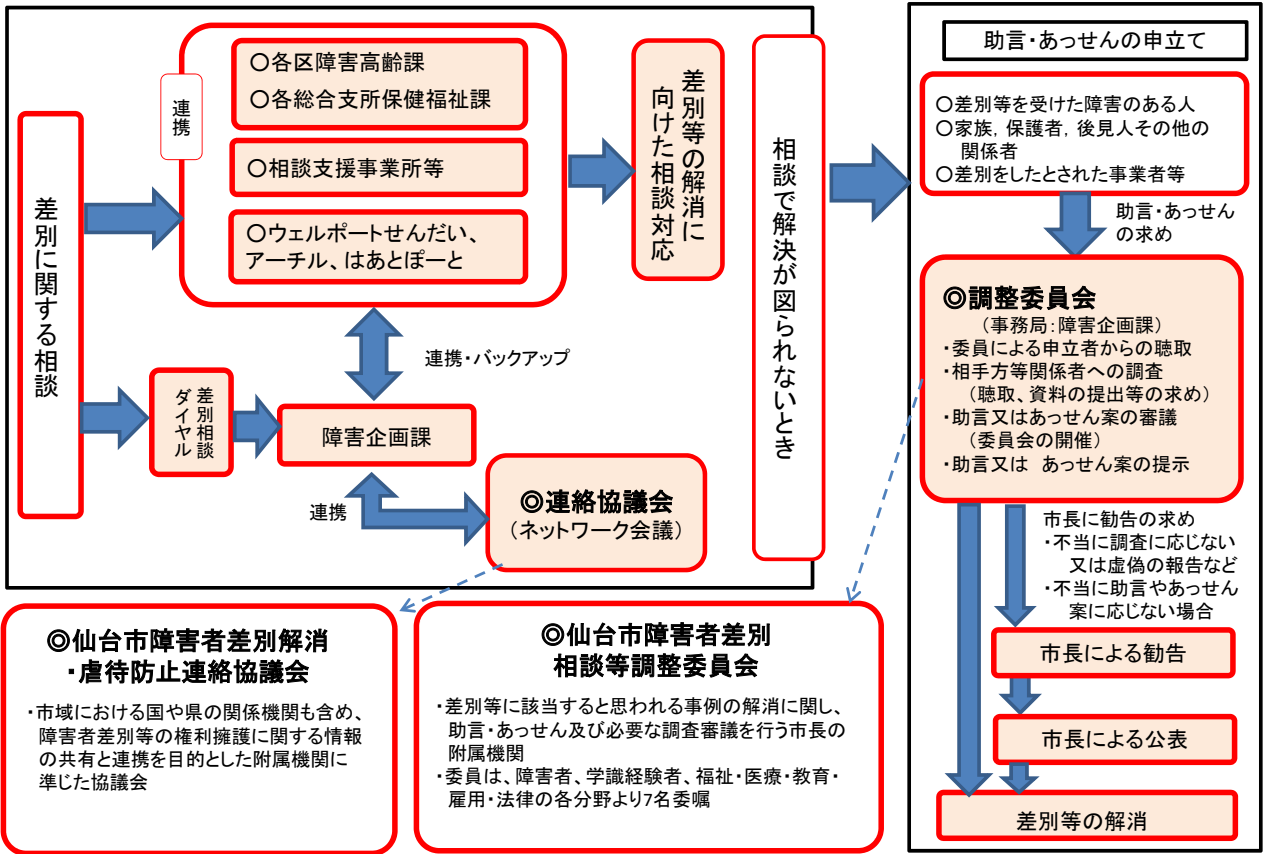 差別に関する相談
連携
○各区障害高齢課
○各総合支所保健福祉課
○相談支援事業所等
○ウェルポートせんだい、
アーチル、はあとぽーと
差別等の解消に
向けた相談対応
連携・バックアップ
差別相談
ダイヤル
障害企画課
連携
◎連絡協議会
(ネットワーク会議)
相談で解決が図られないとき
助言・あっせんの申立て
○差別等を受けた障害のある人
○家族，保護者，後見人その他の
関係者
○差別をしたとされた事業者等
助言・あっせん
の求め
◎調整委員会
(事務局:障害企画課)
・委員による申立者からの聴取
・相手方等関係者への調査
(聴取、資料の提出等の求め)
・助言又はあっせん案の審議
(委員会の開催)
・助言又は あっせん案の提示
市長に勧告の求め
・不当に調査に応じない
又は虚偽の報告など
・不当に助言やあっせん
案に応じない場合
市長による勧告
市長による公表
差別等の解消
◎仙台市障害者差別解消
・虐待防止連絡協議会
・市域における国や県の関係機関も含め、
障害者差別等の権利擁護に関する情報
の共有と連携を目的とした附属機関に
準じた協議会
◎仙台市障害者差別
相談等調整委員会
・差別等に該当すると思われる事例の解消に関し、
助言・あっせん及び必要な調査審議を行う市長の
附属機関
・委員は、障害者、学識経験者、福祉・医療・教育・
雇用・法律の各分野より7名委嘱